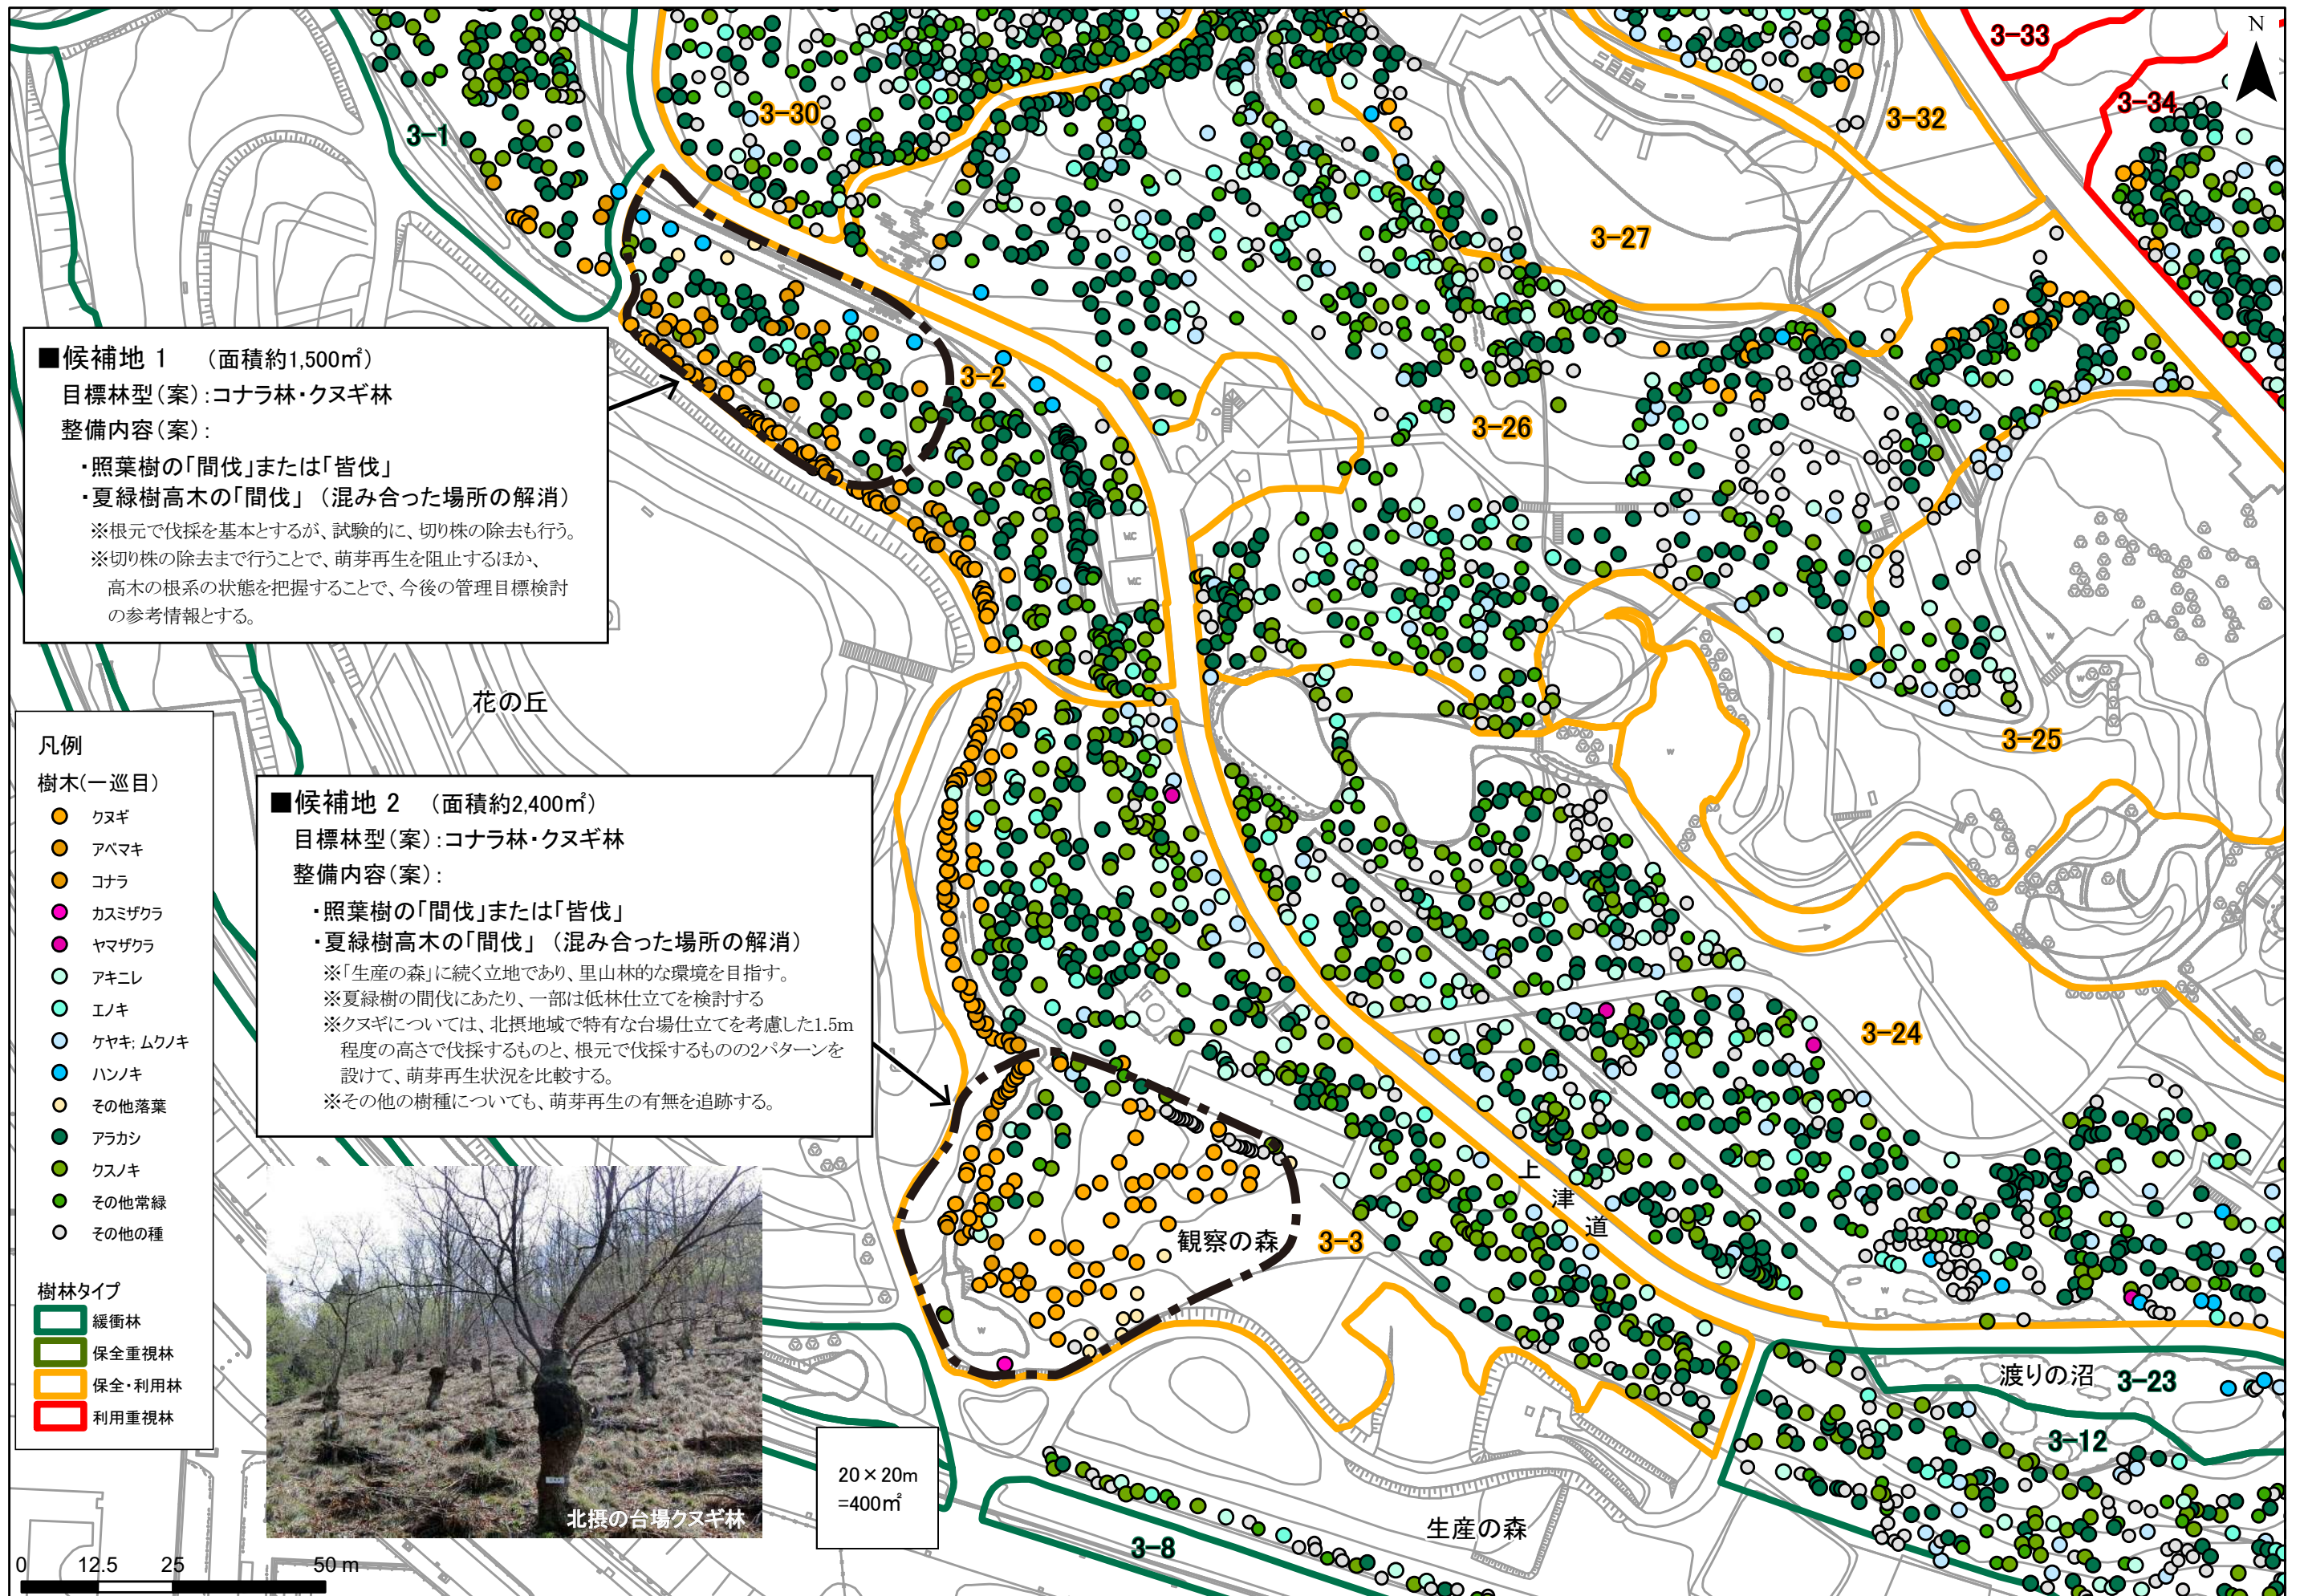 N
3-33
3-34
3-30
3-32
3-1
3-27
■候補地 1 （面積約1,500㎡）
目標林型(案):コナラ林・クヌギ林
整備内容(案):
・照葉樹の「間伐」または「皆伐」
・夏緑樹高木の「間伐」 (混み合った場所の解消)
※根元で伐採を基本とするが、試験的に、切り株の除去も行う。
※切り株の除去まで行うことで、萌芽再生を阻止するほか、
高木の根系の状態を把握することで、今後の管理目標検討
の参考情報とする。
3-2
3-26
WC
WC
W
W
花の丘
3-25
W
凡例
樹木(一巡目)
クヌギ
アベマキ
コナラ
カスミザクラ
ヤマザクラ
アキニレ
エノキ
ケヤキ; ムクノキ
ハンノキ
その他落葉
アラカシ
クスノキ
その他常緑
その他の種
樹林タイプ
緩衝林
保全重視林
保全・利用林
利用重視林
■候補地 2 （面積約2,400㎡）
目標林型(案):コナラ林・クヌギ林
整備内容(案):
・照葉樹の「間伐」または「皆伐」
・夏緑樹高木の「間伐」 (混み合った場所の解消)
※「生産の森」に続く立地であり、里山林的な環境を目指す。
※夏緑樹の間伐にあたり、一部は低林仕立てを検討する
※クヌギについては、北摂地域で特有な台場仕立てを考慮した1.5m
程度の高さで伐採するものと、根元で伐採するものの2パターンを
設けて、萌芽再生状況を比較する。
※その他の樹種についても、萌芽再生の有無を追跡する。
3-24
上津道
観察の森
3-3
W
W
渡りの沼
3-23
3-12
北摂の台場クヌギ林
20×20m
=400㎡
生産の森
3-8
0 12.5 25 50 m